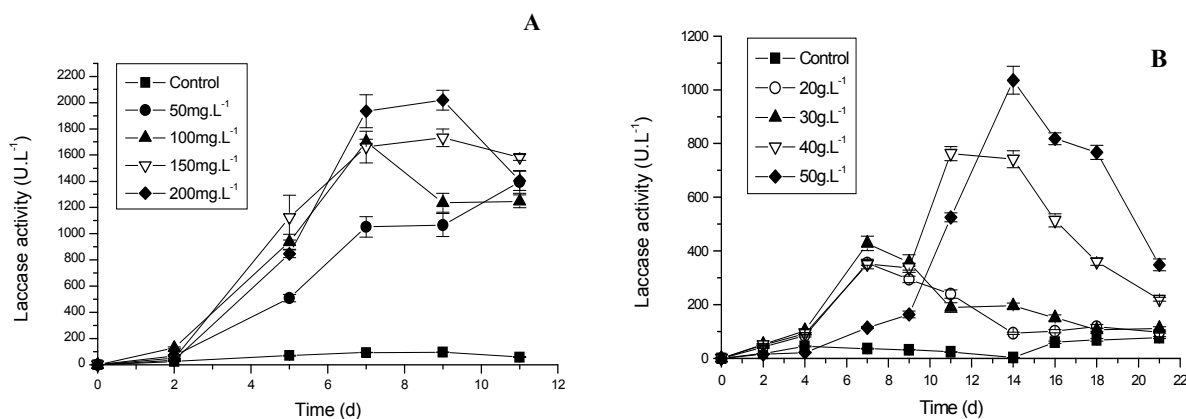 A
Laccase activity (U.L⁻¹)
2200
2000
1800
1600
1400
1200
1000
800
600
400
200
0
Control
50mg.L⁻¹
100mg.L⁻¹
150mg.L⁻¹
200mg.L⁻¹
0 2 4 6 8 10 12
Time (d)
B
Laccase activity (U.L⁻¹)
1200
1000
800
600
400
200
0
Control
20g.L⁻¹
30g.L⁻¹
40g.L⁻¹
50g.L⁻¹
0 2 4 6 8 10 12 14 16 18 20 22
Time (d)